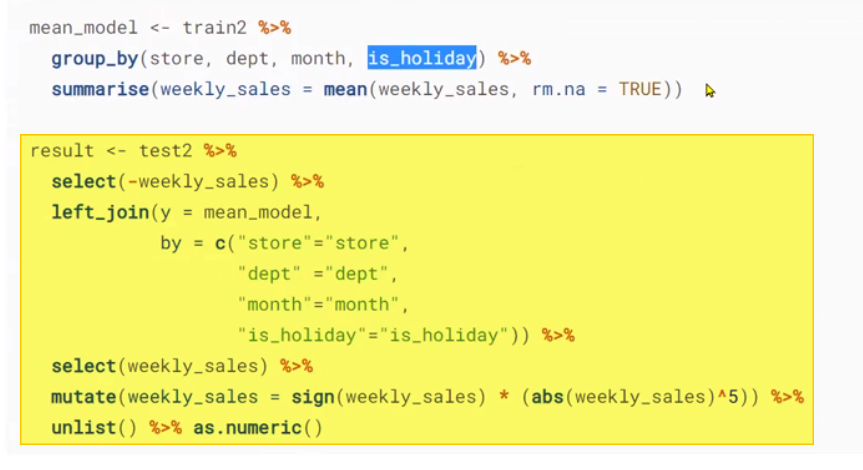 mean_model <- train2 %>%
group_by(store, dept, month, is_holiday) %>%
summarise(weekly_sales = mean(weekly_sales, rm.na = TRUE))
result <- test2 %>%
select(-weekly_sales) %>%
left_join(y = mean_model,
by = c("store"="store",
"dept" ="dept",
"month"="month",
"is_holiday"="is_holiday")) %>%
select(weekly_sales) %>%
mutate(weekly_sales = sign(weekly_sales) * (abs(weekly_sales)^5)) %>%
unlist() %>% as.numeric()